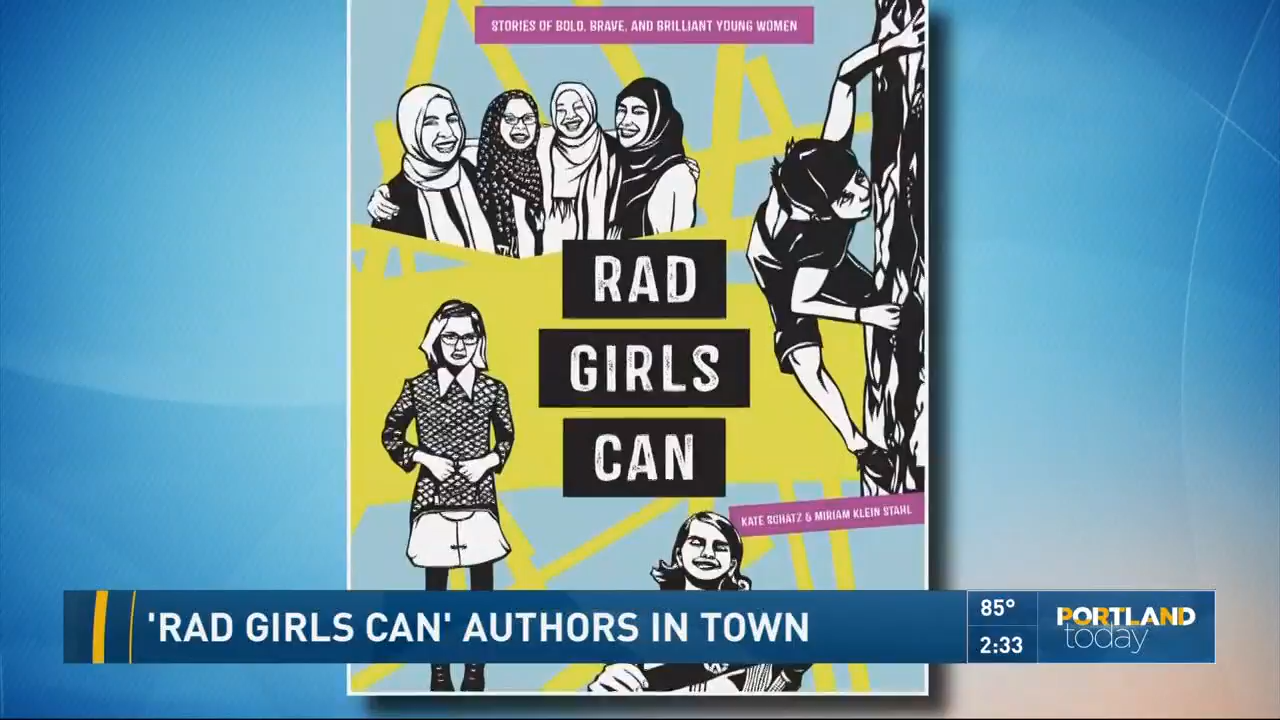 STORIES OF BOLD, BRAVE, AND BRILLIANT YOUNG WOMEN
RAD
GIRLS
CAN
KATE SCHATZ & MIRIAM KLEIN STAHL
'RAD GIRLS CAN' AUTHORS IN TOWN
85°
2:33
PORTLAND
today